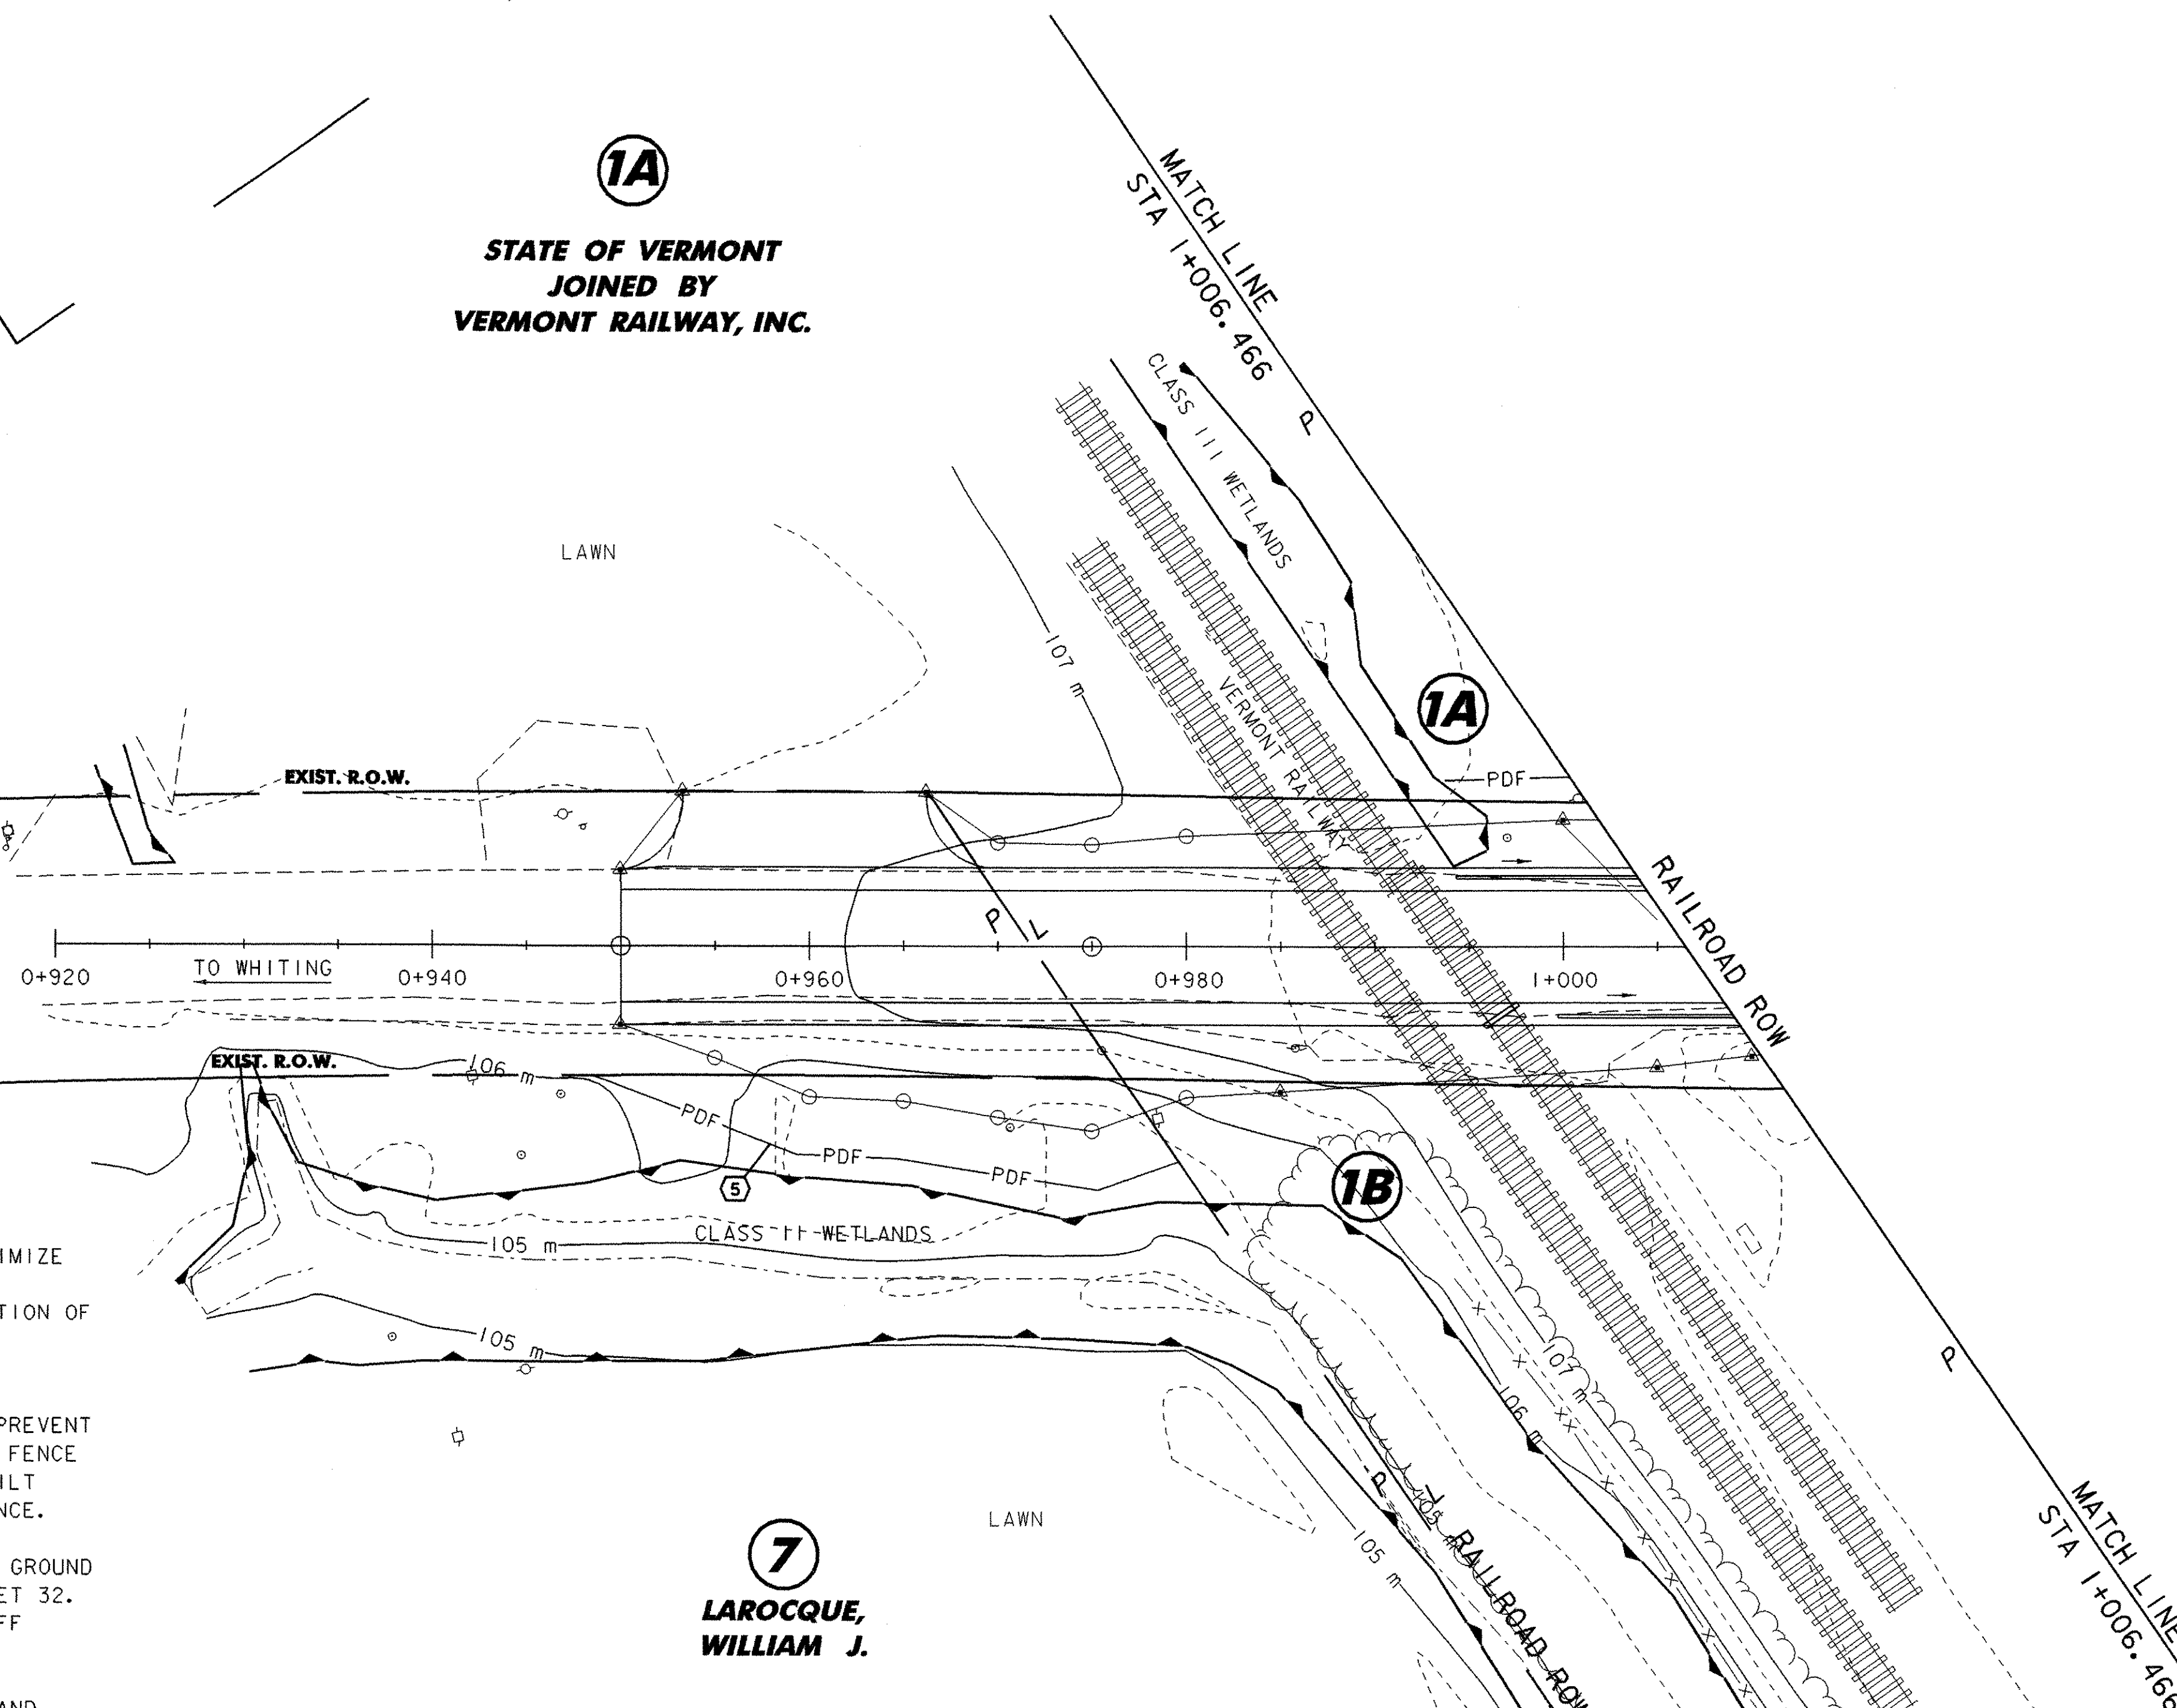 1A
STATE OF VERMONT
JOINED BY
VERMONT RAILWAY, INC.
MATCH LINE
STA 1+006.466
P
CLASS III WETLANDS
LAWN
107 m
VERMONT RAILWAY
1A
EXIST. R.O.W.
PDF
RAILROAD ROW
P L
0+920
TO WHITING
0+940
0+960
0+980
1+000
EXIST. R.O.W.
106 m
PDF
PDF
PDF
5
1B
CLASS II WETLANDS
105 m
105 m
107 m
106 m
P
P L
105 m
RAILROAD ROW
105 m
LAWN
7
LAROCQUE,
WILLIAM J.
MATCH LINE
STA 1+006.466
IMIZE
TION OF
PREVENT
FENCE
ILT
NCE.
GROUND
ET 32.
FF
AND